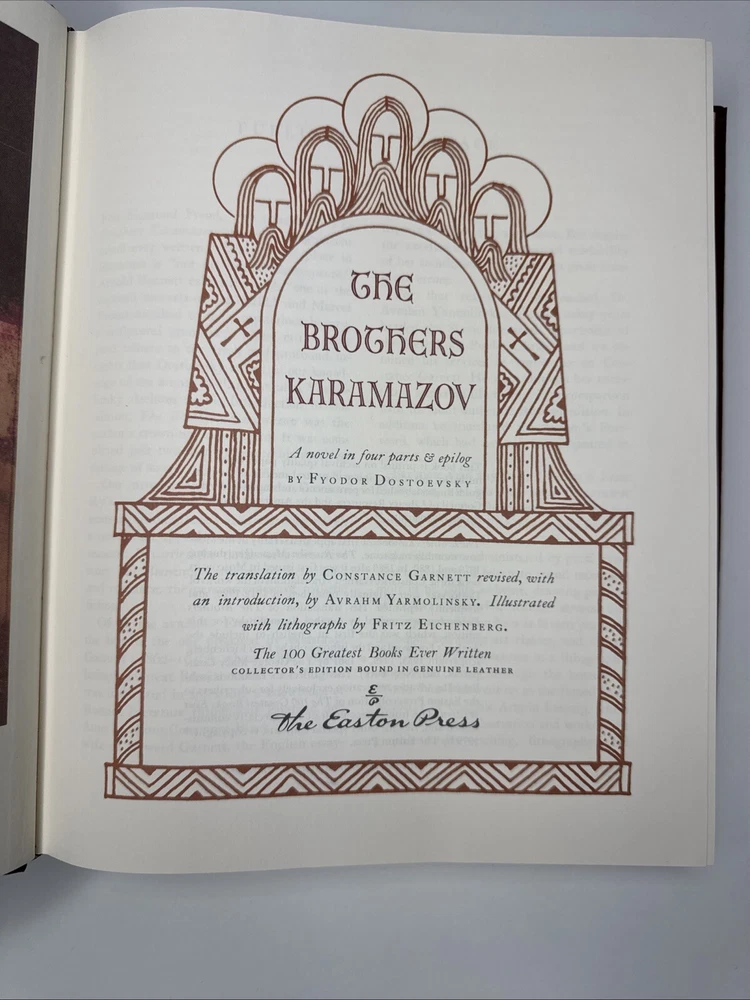 THE
BROTHERS
KARAMAZOV
A novel in four parts & epilog
BY FYODOR DOSTOEVSKY
The translation by CONSTANCE GARNETT revised, with
an introduction, by AVRAHM YARMOLINSKY. Illustrated
with lithographs by FRITZ EICHENBERG.
The 100 Greatest Books Ever Written
COLLECTOR'S EDITION BOUND IN GENUINE LEATHER
E
P
The Easton Press